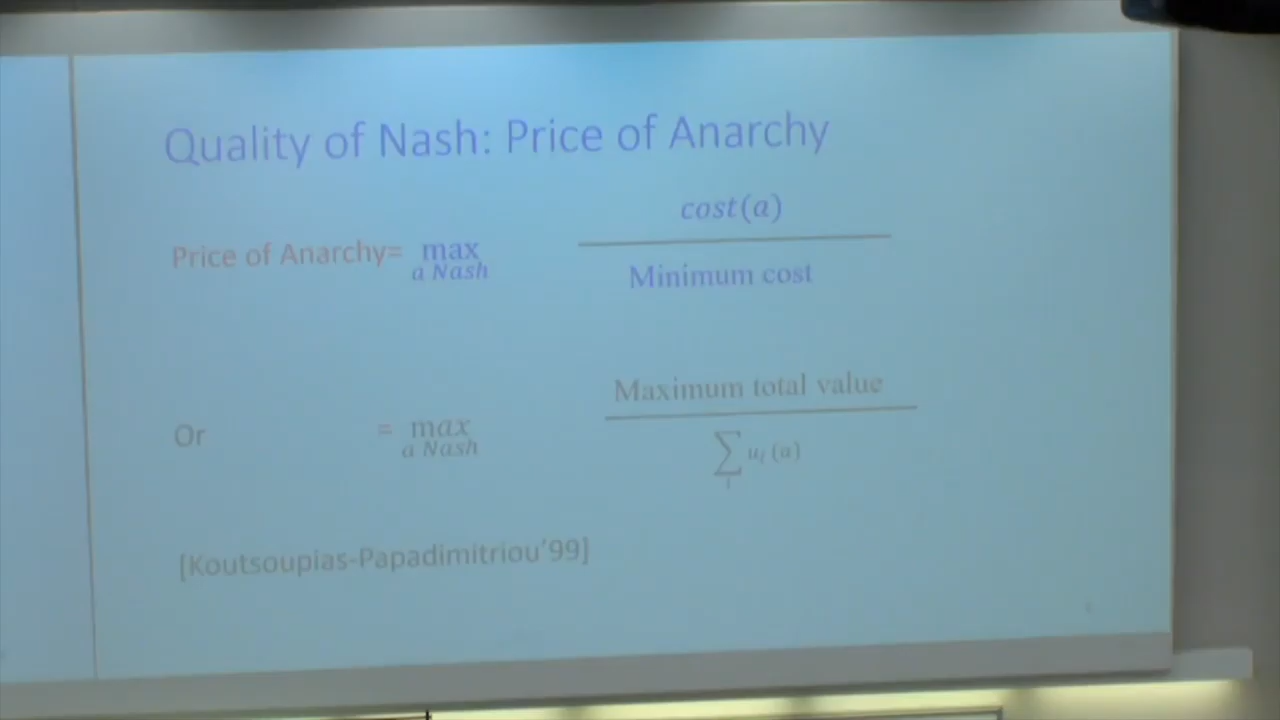 Quality of Nash: Price of Anarchy
cost(a)
Price of Anarchy= max
a Nash
Minimum cost
Maximum total value
Or = max
a Nash
∑ uᵢ (a)
i
[Koutsoupias-Papadimitriou'99]